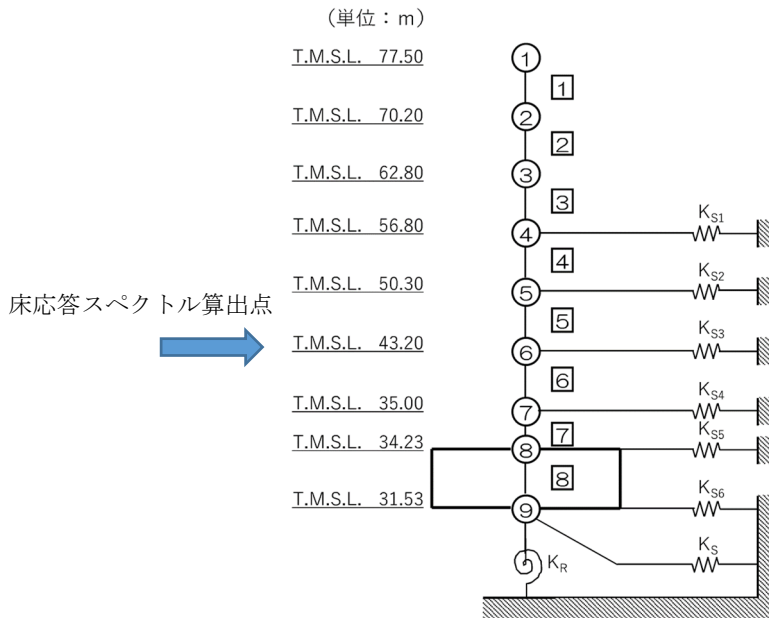 （単位：m）
T.M.S.L. 77.50
①
1
T.M.S.L. 70.20
②
2
T.M.S.L. 62.80
③
3
T.M.S.L. 56.80
④
KS1
4
T.M.S.L. 50.30
⑤
KS2
5
床応答スペクトル算出点
T.M.S.L. 43.20
⑥
KS3
6
T.M.S.L. 35.00
⑦
KS4
7
T.M.S.L. 34.23
⑧
KS5
8
T.M.S.L. 31.53
⑨
KS6
KR
KS